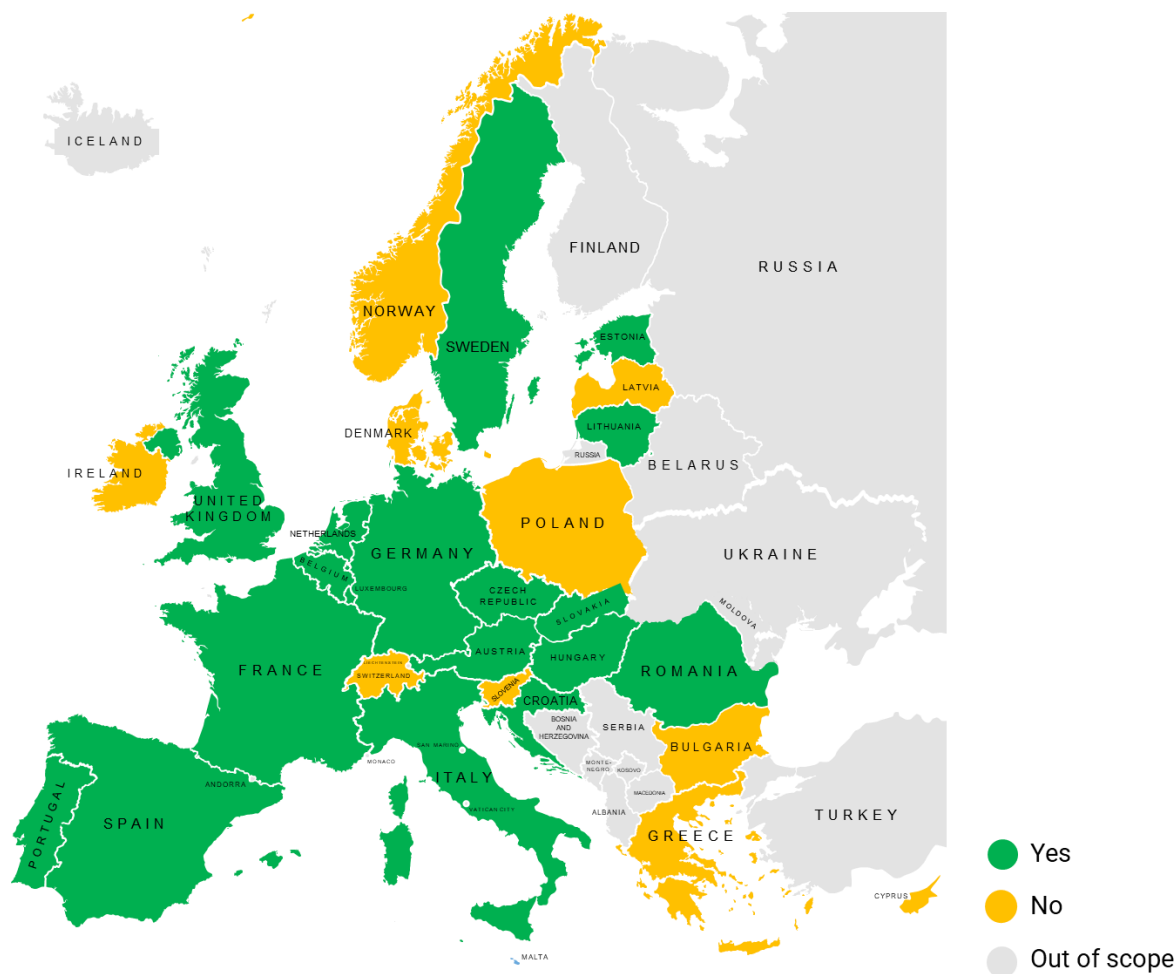 ICELAND
FINLAND
RUSSIA
NORWAY
SWEDEN
ESTONIA
LATVIA
LITHUANIA
RUSSIA
DENMARK
BELARUS
IRELAND
UNITED
KINGDOM
NETHERLANDS
POLAND
GERMANY
UKRAINE
BELGIUM
LUXEMBOURG
CZECH
REPUBLIC
SLOVAKIA
MOLDOVA
AUSTRIA
HUNGARY
FRANCE
LIECHTENSTEIN
SWITZERLAND
ROMANIA
SLOVENIA
CROATIA
BOSNIA
AND
HERZEGOVINA
SERBIA
SAN MARINO
MONACO
BULGARIA
MONTE-
NEGRO
KOSOVO
ITALY
ANDORRA
MACEDONIA
VATICAN CITY
ALBANIA
PORTUGAL
SPAIN
GREECE
TURKEY
CYPRUS
MALTA
Yes
No
Out of scope